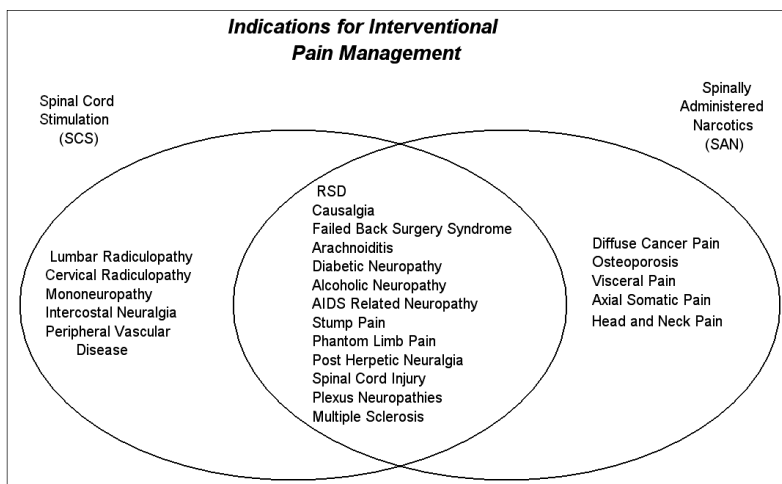 Indications for Interventional
Pain Management
Spinal Cord
Stimulation
(SCS)
Spinally
Administered
Narcotics
(SAN)
Lumbar Radiculopathy
Cervical Radiculopathy
Mononeuropathy
Intercostal Neuralgia
Peripheral Vascular
Disease
RSD
Causalgia
Failed Back Surgery Syndrome
Arachnoiditis
Diabetic Neuropathy
Alcoholic Neuropathy
AIDS Related Neuropathy
Stump Pain
Phantom Limb Pain
Post Herpetic Neuralgia
Spinal Cord Injury
Plexus Neuropathies
Multiple Sclerosis
Diffuse Cancer Pain
Osteoporosis
Visceral Pain
Axial Somatic Pain
Head and Neck Pain